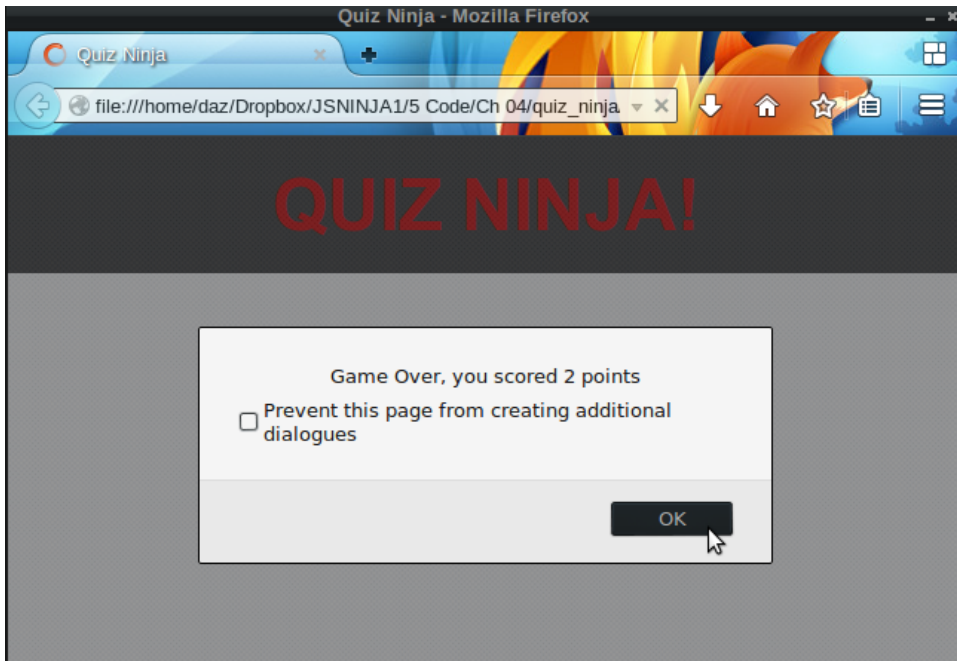 Quiz Ninja - Mozilla Firefox
Quiz Ninja
file:///home/daz/Dropbox/JSNINJA1/5 Code/Ch 04/quiz_ninja
QUIZ NINJA!
Game Over, you scored 2 points
Prevent this page from creating additional
dialogues
OK